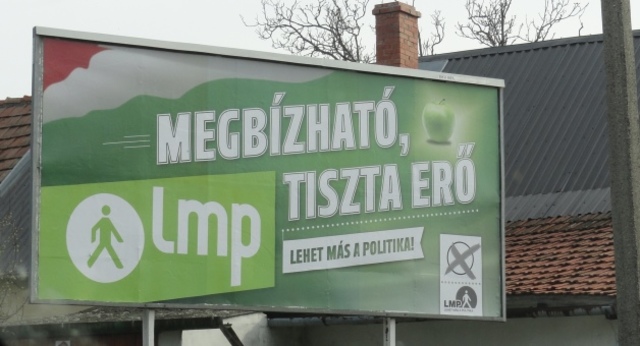 MEGBÍZHATÓ,
TISZTA ERŐ
lmp
LEHET MÁS A POLITIKA!
LMP